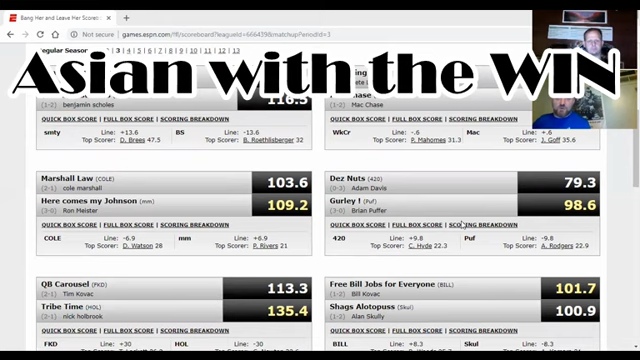 Bang Her and Leave Her Scorebo
Not secure | games.espn.com/ffl/scoreboard?leagueId=6664398&matchupPeriodId=3
Regular Season
3 | 4 | 5 | 6 | 7 | 8 | 9 | 10 | 11 | 12 | 13
Asian with the WIN
(1-2) benjamin scholes
116.5
Mac Chase
QUICK BOX SCORE FULL BOX SCORE SCORING BREAKDOWN
smty Line: +13.6 Top Scorer: D. Brees 47.5
BS Line: -13.6 Top Scorer: B. Roethlisberger 32
QUICK BOX SCORE FULL BOX SCORE SCORING BREAKDOWN
WkCr Line: -.6 Top Scorer: P. Mahomes 31.3
Mac Line: +.6 Top Scorer: J. Goff 35.6
Marshall Law (COLE)
(2-1) cole marshall
103.6
Here comes my Johnson (mm)
(3-0) Ron Meister
109.2
QUICK BOX SCORE FULL BOX SCORE SCORING BREAKDOWN
COLE Line: -6.9 Top Scorer: D. Watson 28
mm Line: +6.9 Top Scorer: P. Rivers 21
Dez Nuts (420)
(0-3) Adam Davis
79.3
Gurley ! (Puf)
(3-0) Brian Puffer
98.6
QUICK BOX SCORE FULL BOX SCORE SCORING BREAKDOWN
420 Line: +9.8 Top Scorer: C. Hyde 22.3
Puf Line: -9.8 Top Scorer: A. Rodgers 22.9
QB Carousel (FKD)
(2-1) Tim Kovac
113.3
Tribe Time (HOL)
(2-1) nick holbrook
135.4
QUICK BOX SCORE FULL BOX SCORE SCORING BREAKDOWN
FKD Line: +30
HOL Line: -30
Free Bill Jobs for Everyone (BILL)
(1-2) Bill Kovac
101.7
Shags Alotopuss (Skul)
(1-2) Alan Skully
100.9
QUICK BOX SCORE FULL BOX SCORE SCORING BREAKDOWN
BILL Line: +8.3
Skul Line: -8.3